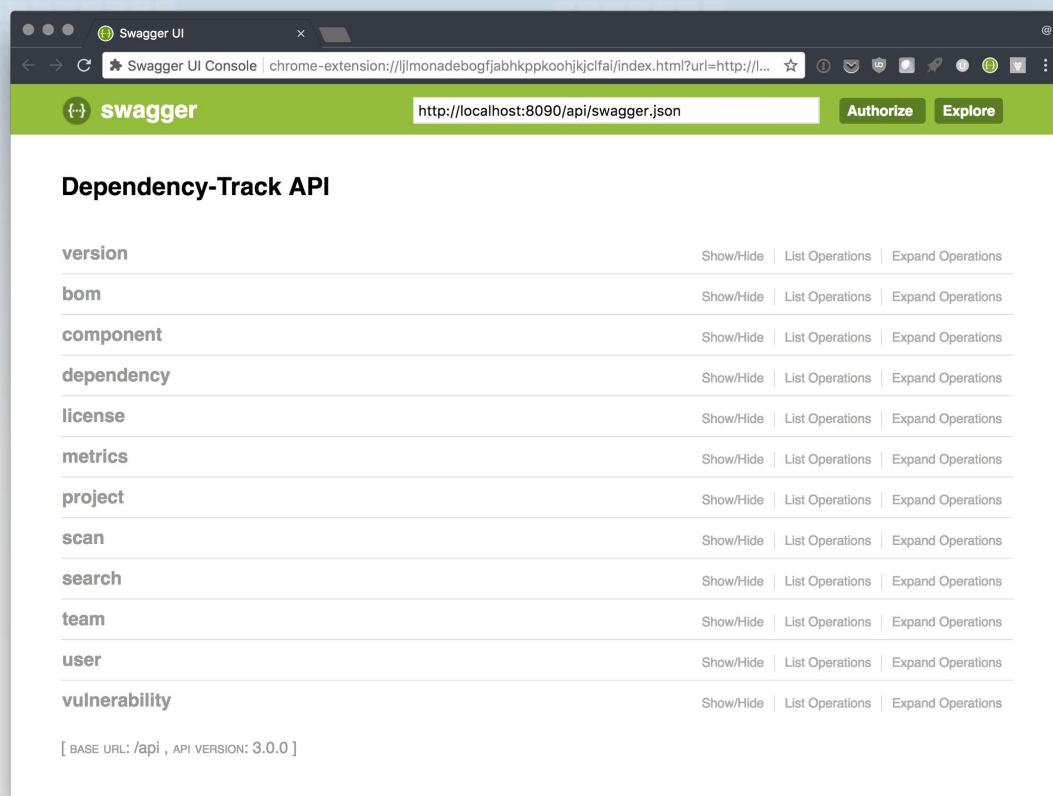 Swagger UI ×
@
Swagger UI Console chrome-extension://ljlmonadebogfjabhkppkoohjkjclfai/index.html?url=http://l...
{···} swagger http://localhost:8090/api/swagger.json Authorize Explore
Dependency-Track API
version Show/Hide List Operations Expand Operations
bom Show/Hide List Operations Expand Operations
component Show/Hide List Operations Expand Operations
dependency Show/Hide List Operations Expand Operations
license Show/Hide List Operations Expand Operations
metrics Show/Hide List Operations Expand Operations
project Show/Hide List Operations Expand Operations
scan Show/Hide List Operations Expand Operations
search Show/Hide List Operations Expand Operations
team Show/Hide List Operations Expand Operations
user Show/Hide List Operations Expand Operations
vulnerability Show/Hide List Operations Expand Operations
[ BASE URL: /api , API VERSION: 3.0.0 ]